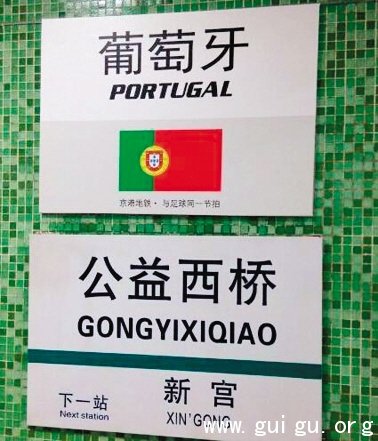 葡萄牙
PORTUGAL
京港地铁·与足球同一节拍
公益西桥
GONGYIXIQIAO
下一站
Next station
新宫
XIN'GONG
www.guigu.org